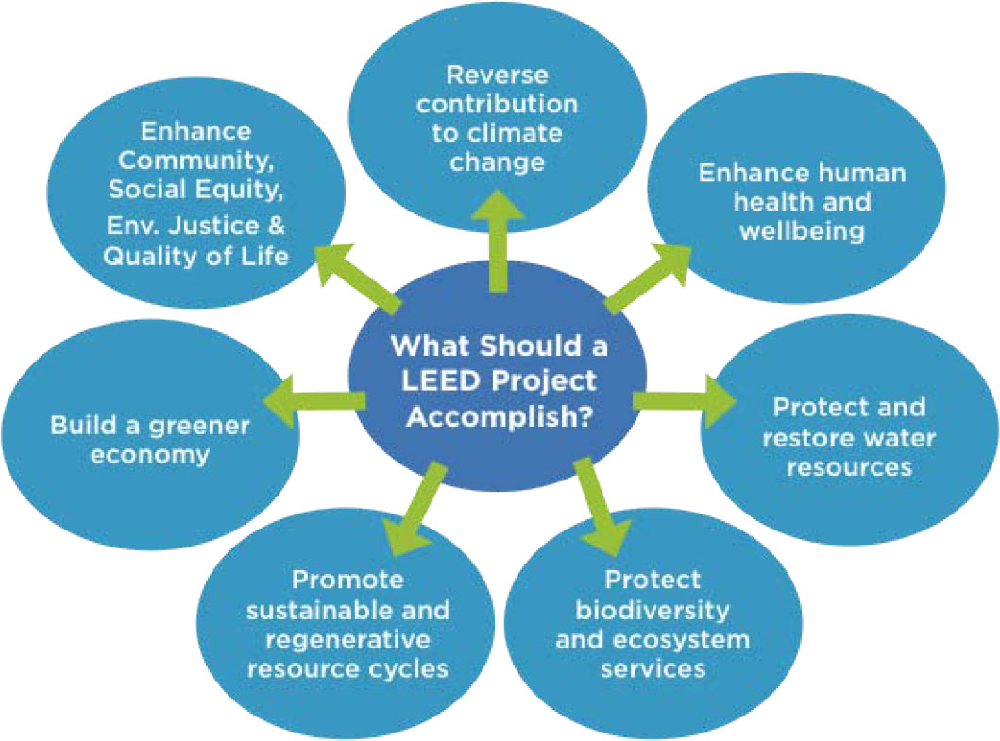 Reverse
contribution
to climate
change
Enhance human
health and
wellbeing
Protect and
restore water
resources
Protect
biodiversity
and ecosystem
services
Promote
sustainable and
regenerative
resource cycles
Build a greener
economy
Enhance
Community,
Social Equity,
Env. Justice &
Quality of Life
What Should a
LEED Project
Accomplish?